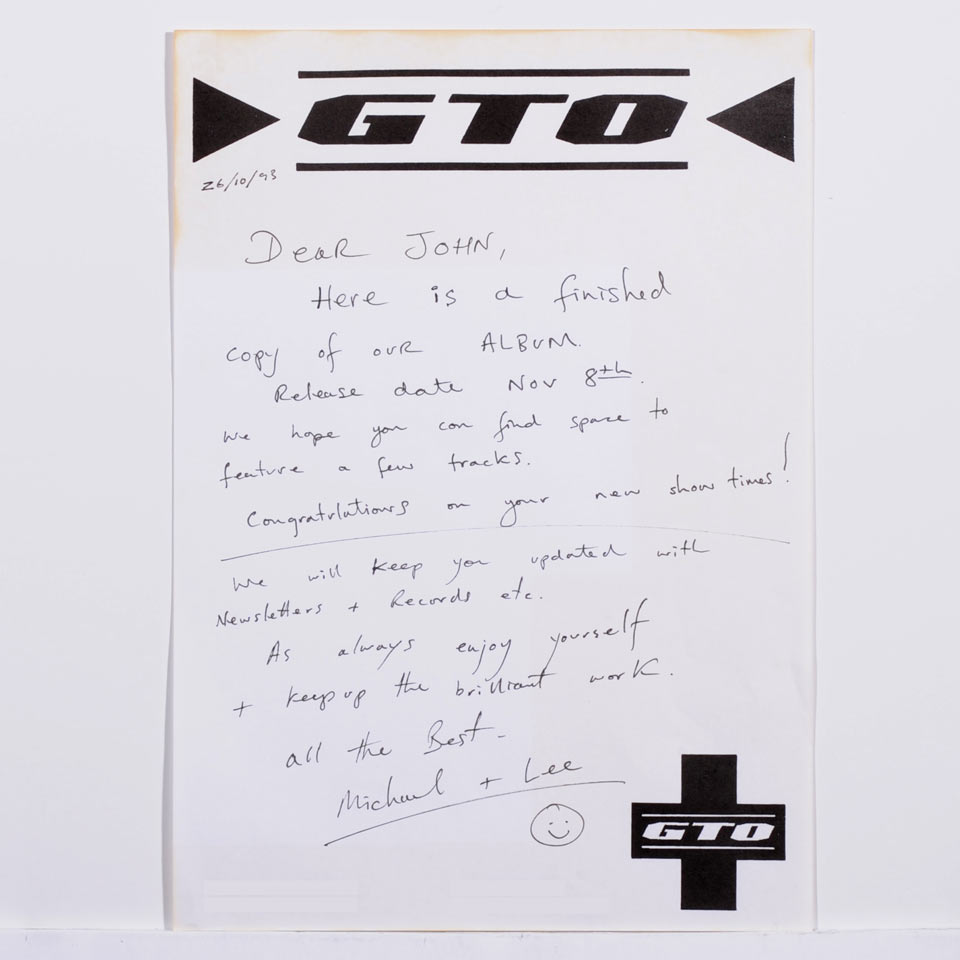 GTO
26/10/93
Dear JOHN,
Here is a finished
copy of our ALBUM.
Release date Nov 8th.
We hope you can find space to
feature a few tracks.
Congratulations on your new show times!
We will keep you updated with
Newsletters + Records etc.
As always enjoy yourself
+ keep up the brilliant work.
all the Best -
Michael + Lee
GTO